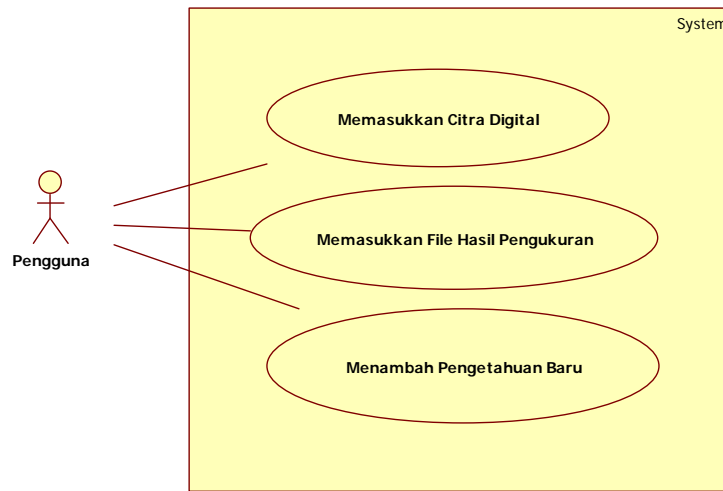 System
Memasukkan Citra Digital
Memasukkan File Hasil Pengukuran
Pengguna
Menambah Pengetahuan Baru